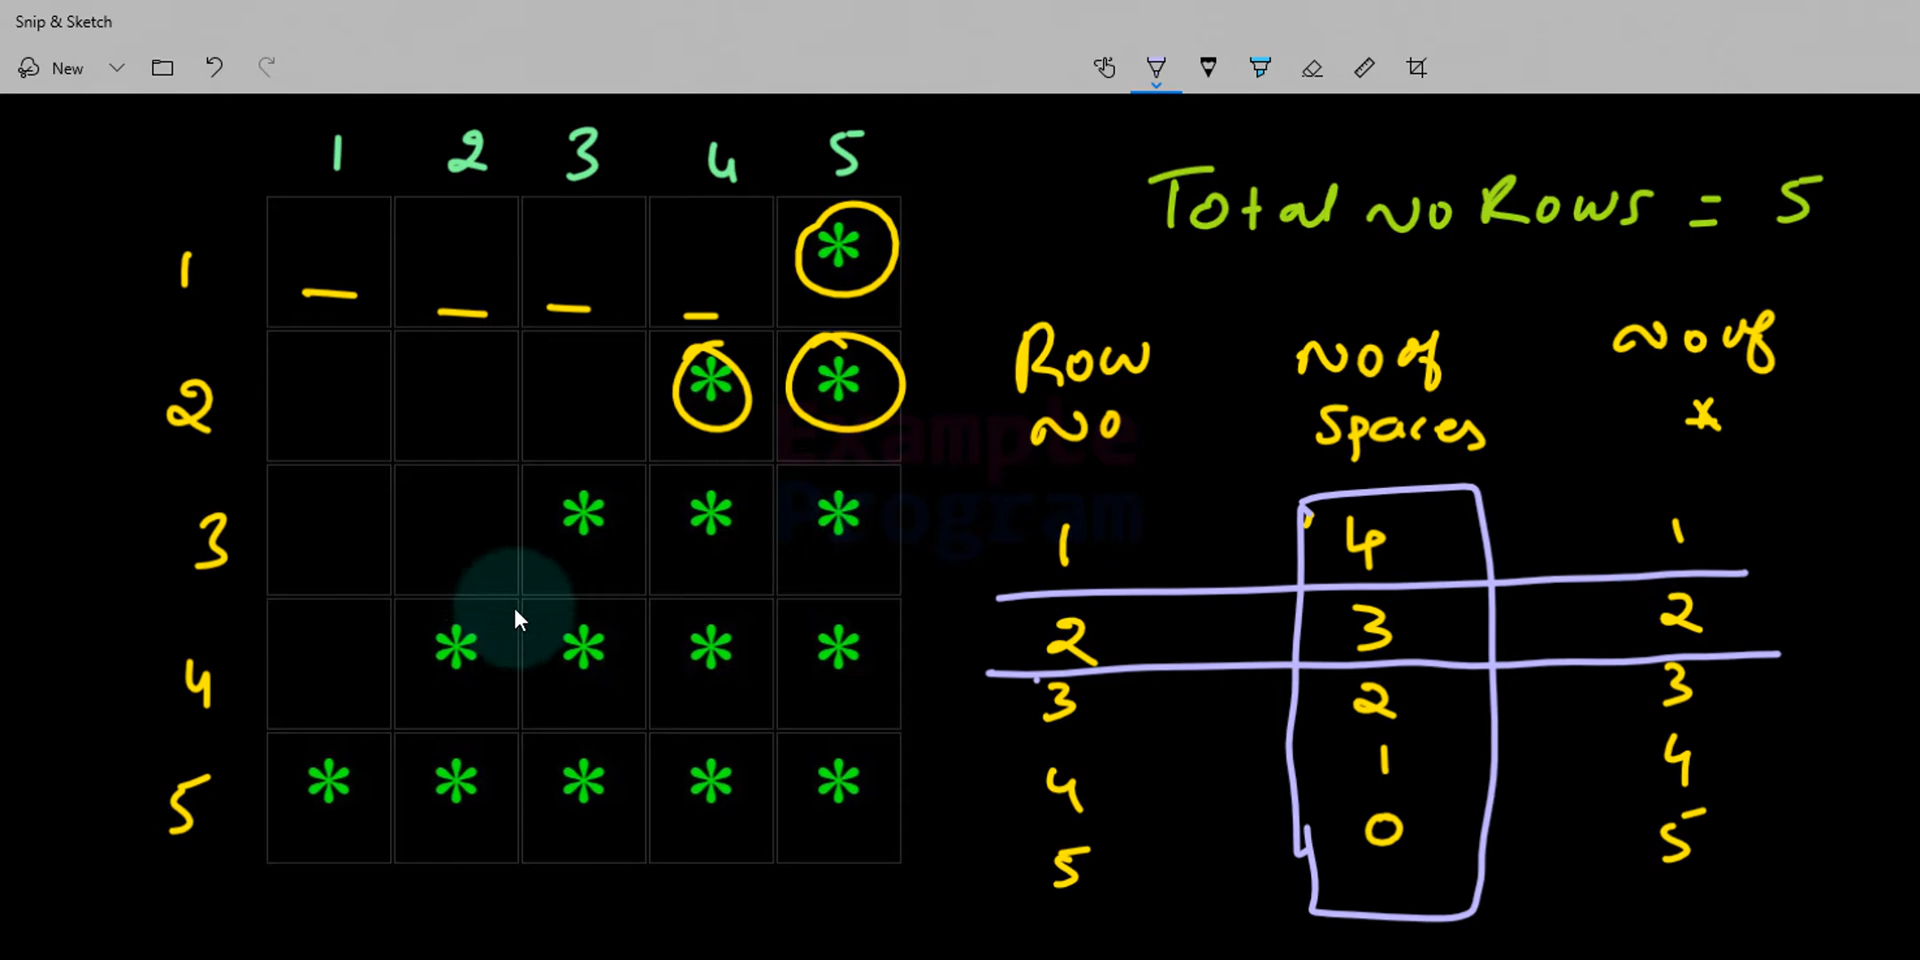 Snip & Sketch
New
1 2 3 4 5
Total no Rows = 5
1 _ _ _ _ *
2 * *
3 * * *
4 * * * *
5 * * * * *
Row no
no of Spaces
no of *
1 4 1
2 3 2
3 2 3
4 1 4
5 0 5
Example
Program